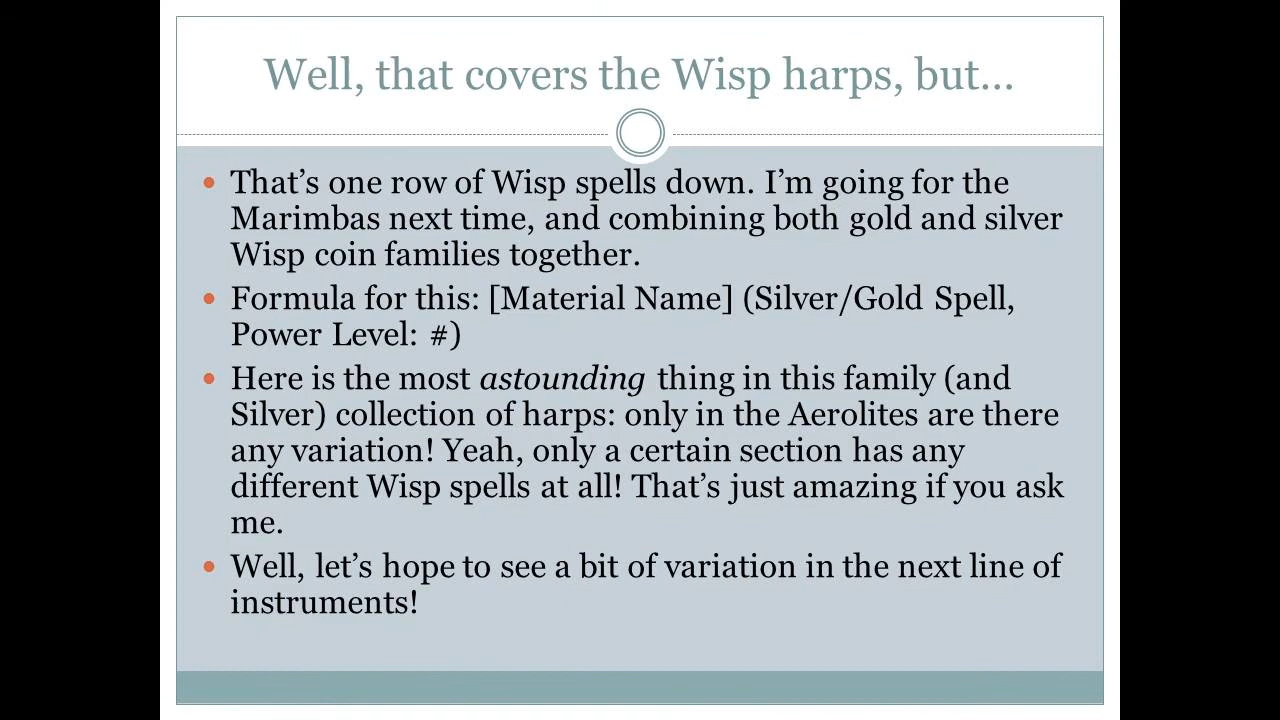 Well, that covers the Wisp harps, but…
• That’s one row of Wisp spells down. I’m going for the
Marimbas next time, and combining both gold and silver
Wisp coin families together.
• Formula for this: [Material Name] (Silver/Gold Spell,
Power Level: #)
• Here is the most astounding thing in this family (and
Silver) collection of harps: only in the Aerolites are there
any variation! Yeah, only a certain section has any
different Wisp spells at all! That’s just amazing if you ask
me.
• Well, let’s hope to see a bit of variation in the next line of
instruments!